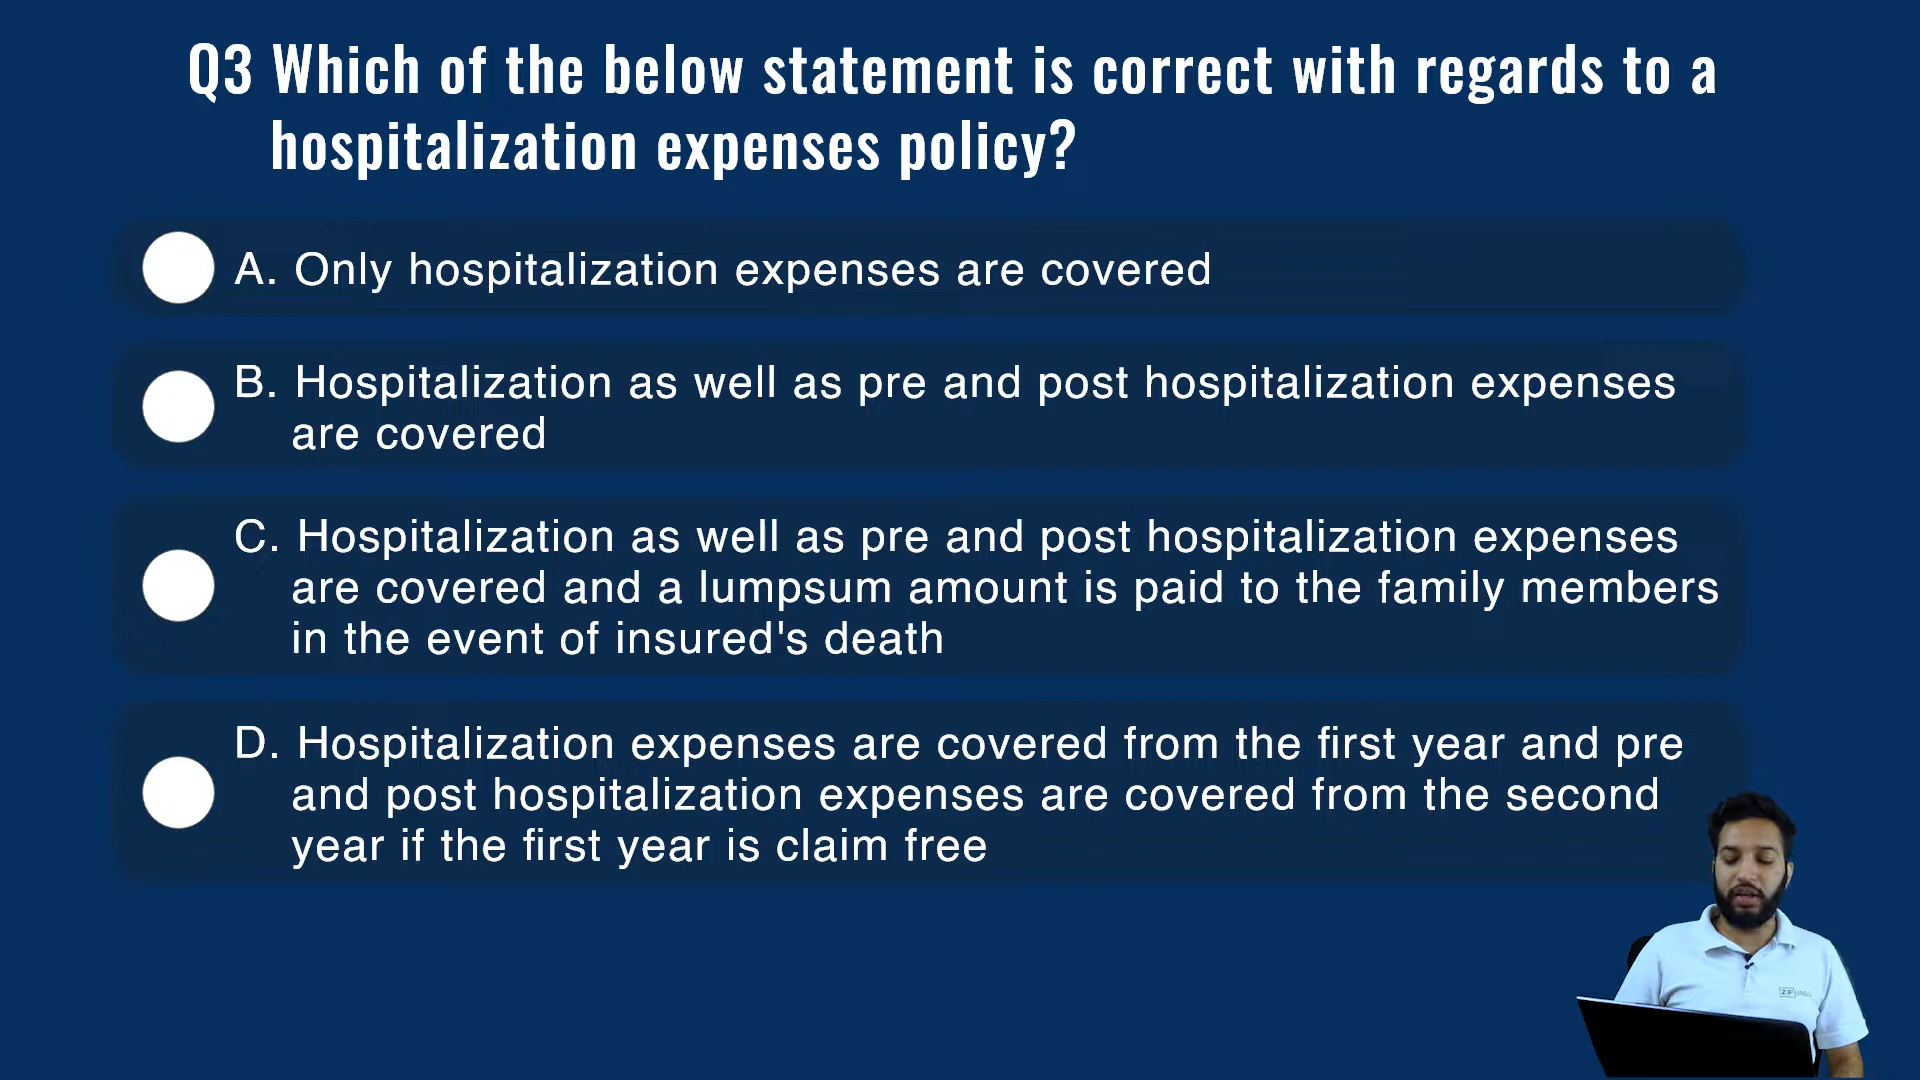 Q3 Which of the below statement is correct with regards to a
hospitalization expenses policy?
A. Only hospitalization expenses are covered
B. Hospitalization as well as pre and post hospitalization expenses
are covered
C. Hospitalization as well as pre and post hospitalization expenses
are covered and a lumpsum amount is paid to the family members
in the event of insured's death
D. Hospitalization expenses are covered from the first year and pre
and post hospitalization expenses are covered from the second
year if the first year is claim free